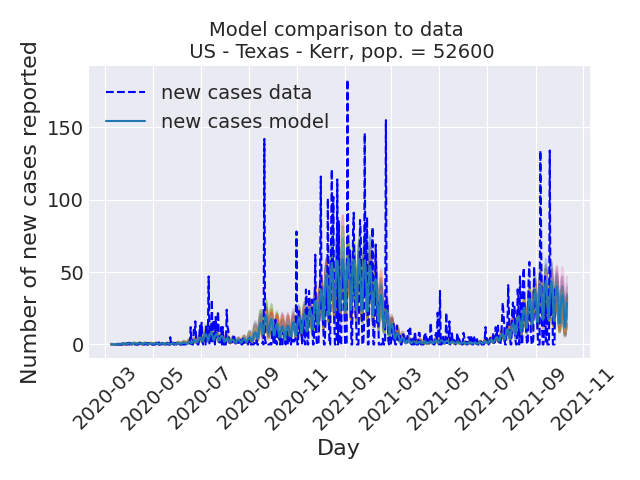 Model comparison to data
US - Texas - Kerr, pop. = 52600
Number of new cases reported
150
100
50
0
new cases data
new cases model
2020-03
2020-05
2020-07
2020-09
2020-11
2021-01
2021-03
2021-05
2021-07
2021-09
2021-11
Day